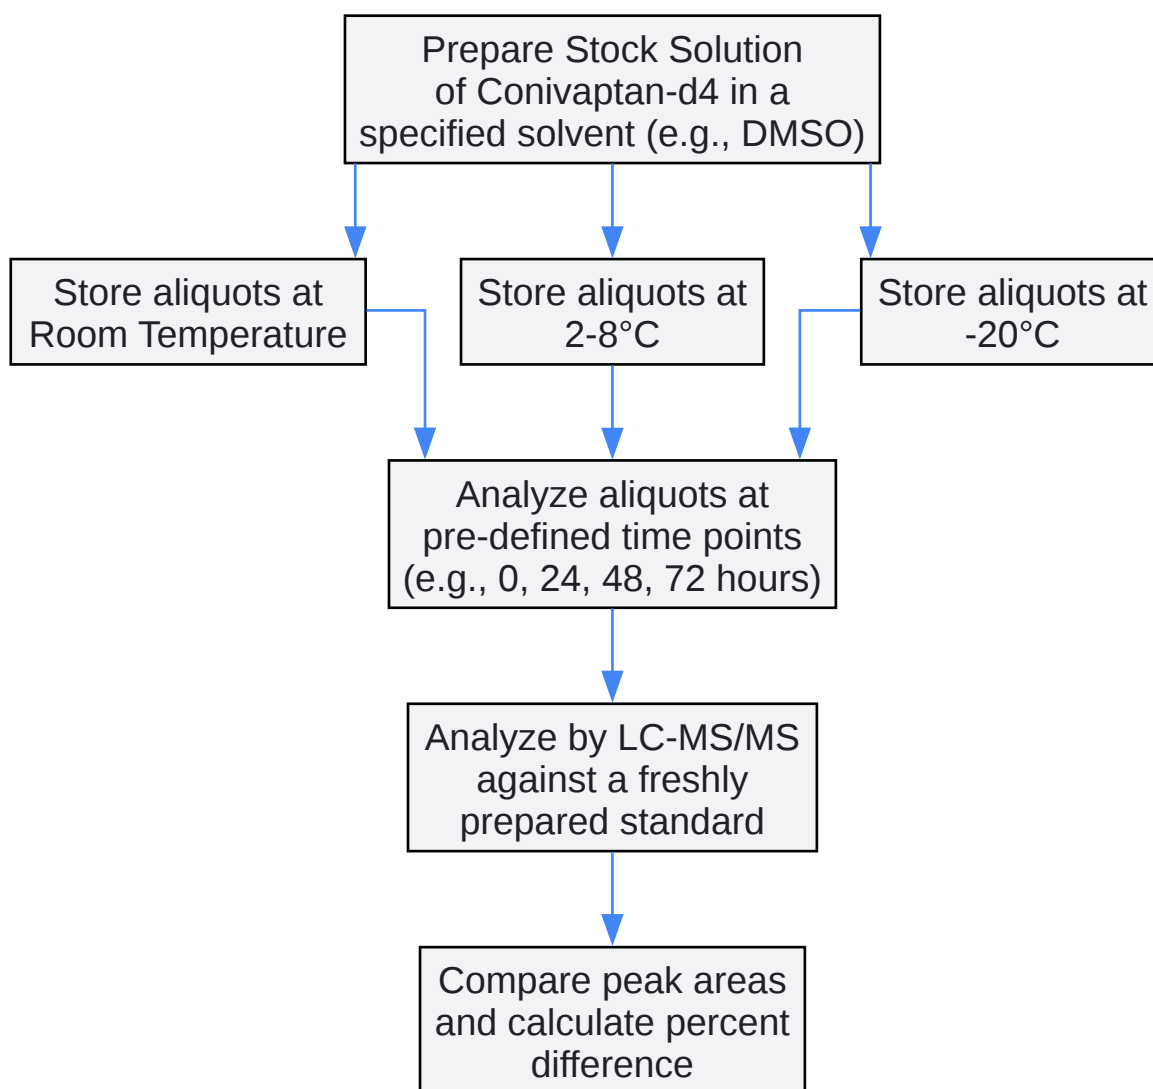 Prepare Stock Solution
of Conivaptan-d4 in a
specified solvent (e.g., DMSO)
Store aliquots at
Room Temperature
Store aliquots at
2-8°C
Store aliquots at
-20°C
Analyze aliquots at
pre-defined time points
(e.g., 0, 24, 48, 72 hours)
Analyze by LC-MS/MS
against a freshly
prepared standard
Compare peak areas
and calculate percent
difference